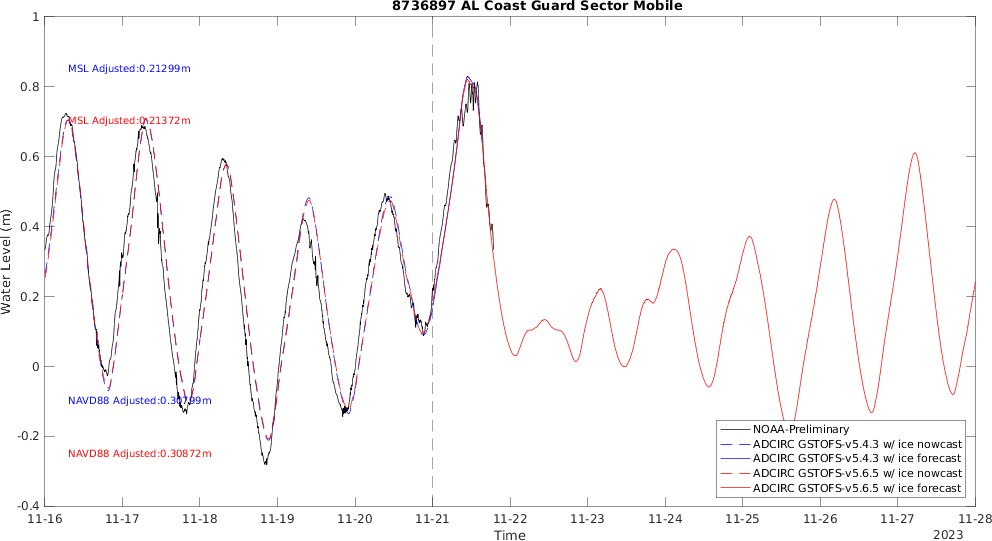 8736897 AL Coast Guard Sector Mobile
1
0.8
0.6
0.4
0.2
0
-0.2
-0.4
Water Level (m)
MSL Adjusted:0.21299m
MSL Adjusted:0.21372m
NAVD88 Adjusted:0.30799m
NAVD88 Adjusted:0.30872m
NOAA-Preliminary
ADCIRC GSTOFS-v5.4.3 w/ ice nowcast
ADCIRC GSTOFS-v5.4.3 w/ ice forecast
ADCIRC GSTOFS-v5.6.5 w/ ice nowcast
ADCIRC GSTOFS-v5.6.5 w/ ice forecast
11-16 11-17 11-18 11-19 11-20 11-21 11-22 11-23 11-24 11-25 11-26 11-27 11-28
Time
2023